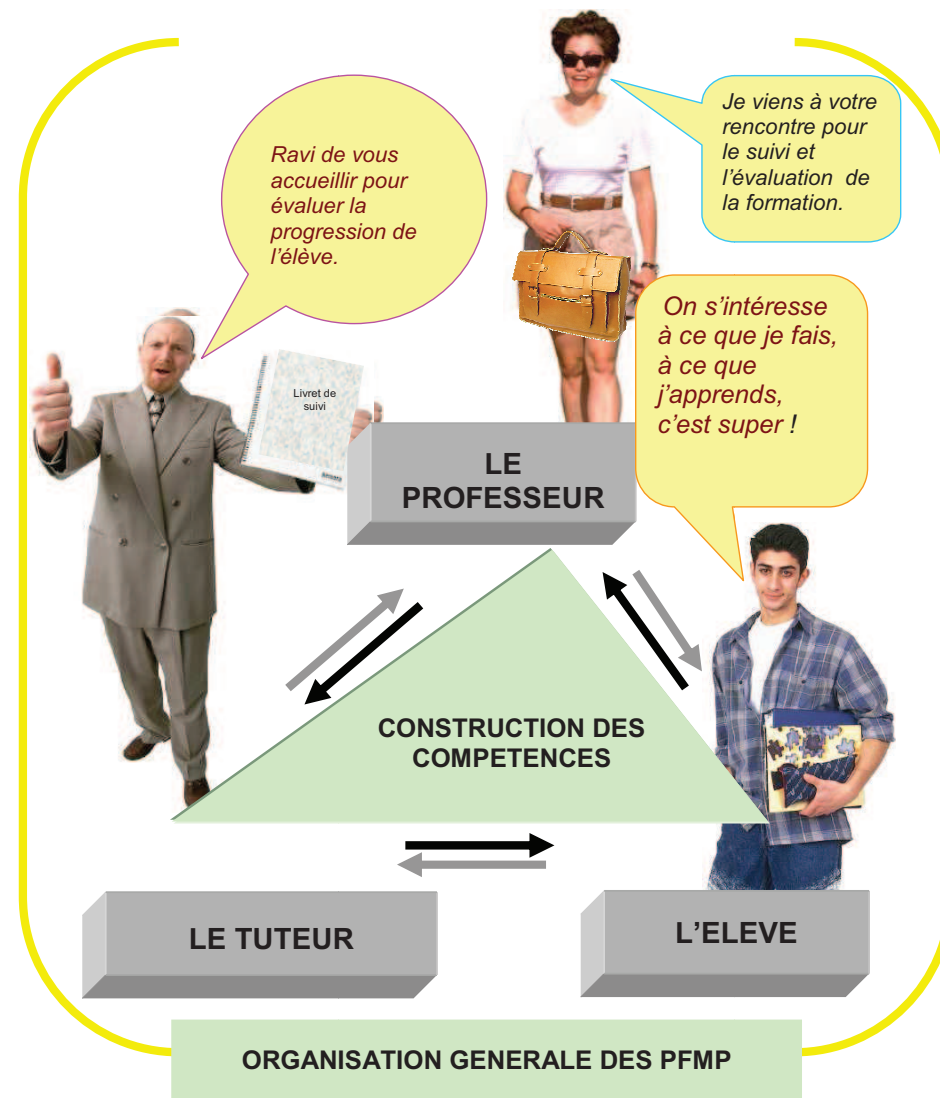 Je viens à votre
rencontre pour
le suivi et
l'évaluation de
la formation.
Ravi de vous
accueillir pour
évaluer la
progression de
l'élève.
On s'intéresse
à ce que je fais,
à ce que
j'apprends,
c'est super !
Livret de
suivi
LE
PROFESSEUR
CONSTRUCTION DES
COMPETENCES
LE TUTEUR
L'ELEVE
ORGANISATION GENERALE DES PFMP